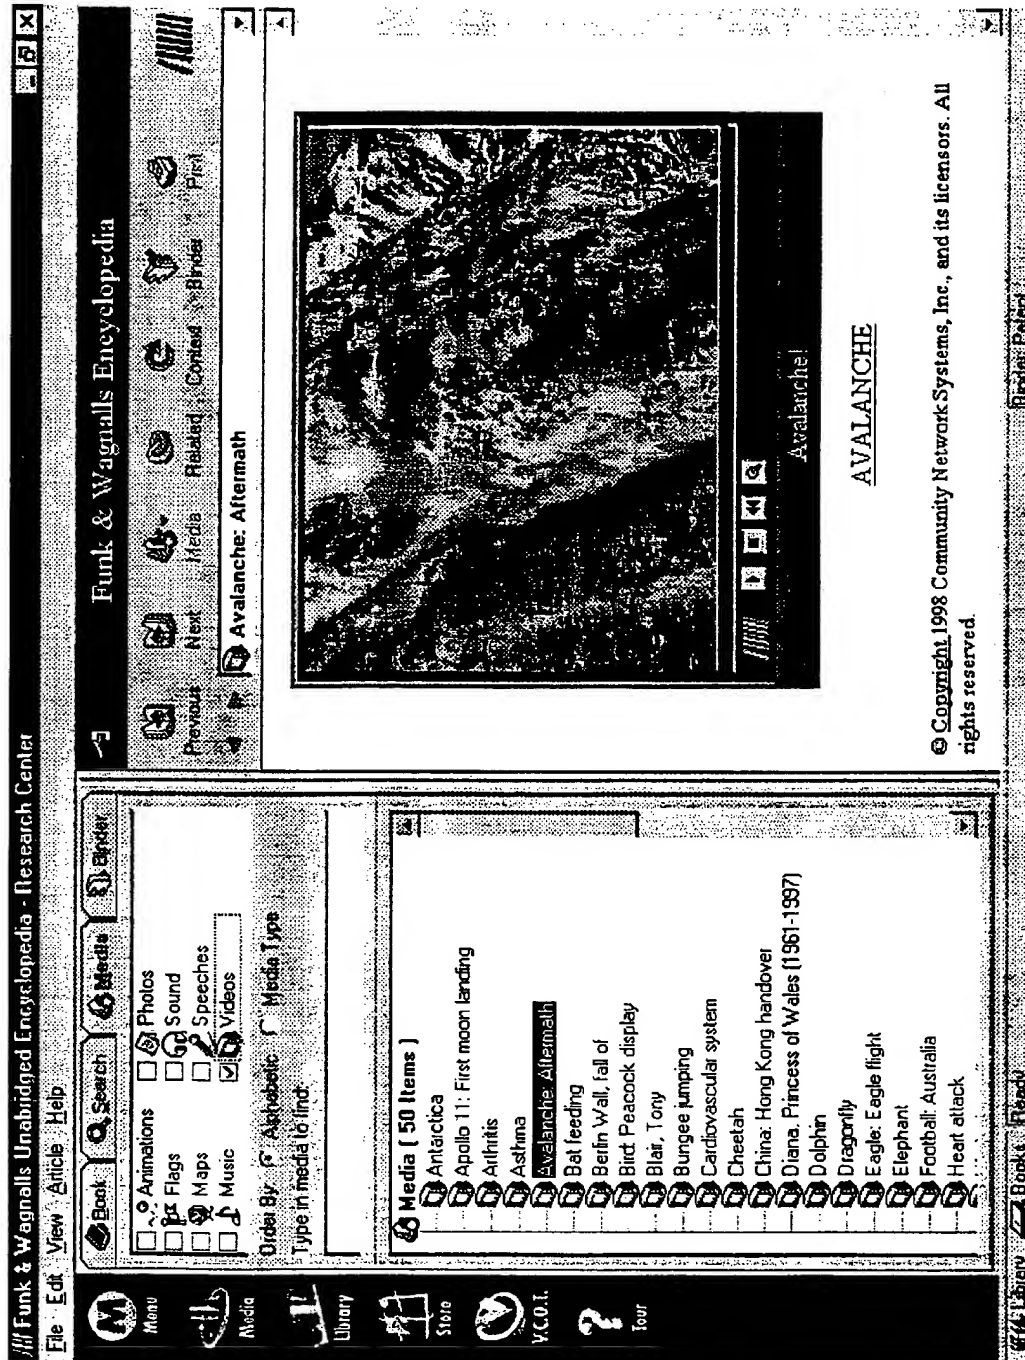 Funk & Wagnalls Unabridged Encyclopedia - Research Center
File Edit View Article Help
Menu
Media
Library
Store
V.C.O.T.
Tour
Book Search Media Binder
Animations Photos
Flags Sound
Maps Speeches
Music Videos
Order By: Alphabetic Media Type
Type in media to find:
Media ( 50 Items )
Antarctica
Apollo 11: First moon landing
Arthritis
Asthma
Avalanche: Aftermath
Bat feeding
Berlin Wall, fall of
Bird: Peacock display
Blair, Tony
Bungee jumping
Cardiovascular system
Cheetah
China: Hong Kong handover
Diana, Princess of Wales (1961-1997)
Dolphin
Dragonfly
Eagle: Eagle flight
Elephant
Football: Australia
Heart attack
Funk & Wagnalls Encyclopedia
Previous Next Media Related Context Binder Print
Avalanche: Aftermath
Avalanche!
AVALANCHE
© Copyright 1998 Community Network Systems, Inc., and its licensors. All
rights reserved.
Library Books Ready